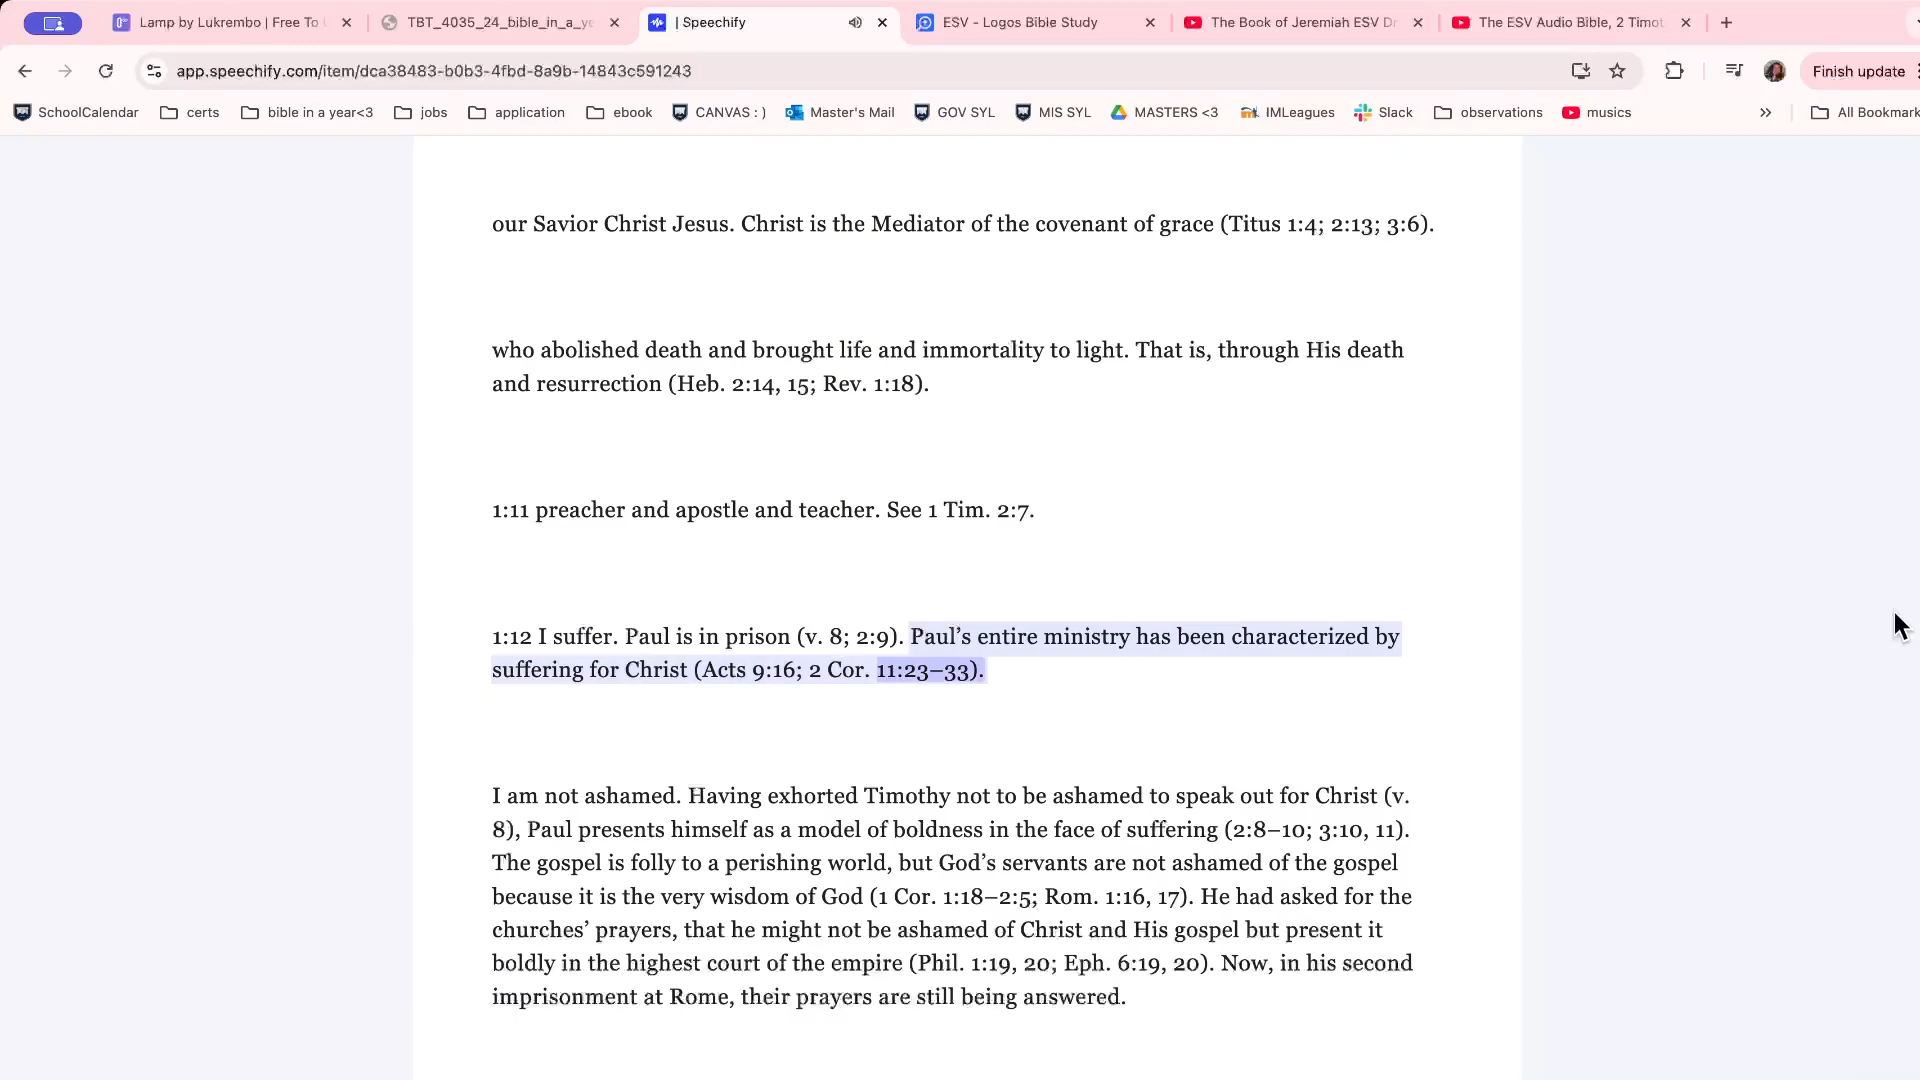 Lamp by Lukrembo | Free To
TBT_4035_24_bible_in_a_ye
| Speechify
ESV - Logos Bible Study
The Book of Jeremiah ESV Dr
The ESV Audio Bible, 2 Timot
app.speechify.com/item/dca38483-b0b3-4fbd-8a9b-14843c591243
Finish update
SchoolCalendar
certs
bible in a year<3
jobs
application
ebook
CANVAS : )
Master's Mail
GOV SYL
MIS SYL
MASTERS <3
IMLeagues
Slack
observations
musics
All Bookmark
our Savior Christ Jesus. Christ is the Mediator of the covenant of grace (Titus 1:4; 2:13; 3:6).
who abolished death and brought life and immortality to light. That is, through His death
and resurrection (Heb. 2:14, 15; Rev. 1:18).
1:11 preacher and apostle and teacher. See 1 Tim. 2:7.
1:12 I suffer. Paul is in prison (v. 8; 2:9). Paul’s entire ministry has been characterized by
suffering for Christ (Acts 9:16; 2 Cor. 11:23–33).
I am not ashamed. Having exhorted Timothy not to be ashamed to speak out for Christ (v.
8), Paul presents himself as a model of boldness in the face of suffering (2:8–10; 3:10, 11).
The gospel is folly to a perishing world, but God’s servants are not ashamed of the gospel
because it is the very wisdom of God (1 Cor. 1:18–2:5; Rom. 1:16, 17). He had asked for the
churches’ prayers, that he might not be ashamed of Christ and His gospel but present it
boldly in the highest court of the empire (Phil. 1:19, 20; Eph. 6:19, 20). Now, in his second
imprisonment at Rome, their prayers are still being answered.